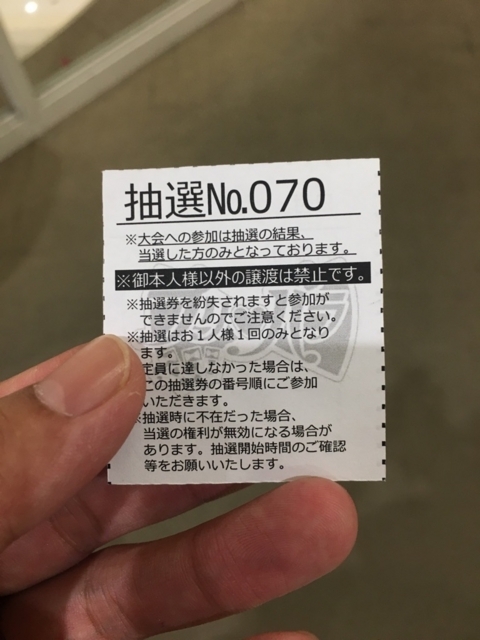 抽選No.070
※大会への参加は抽選の結果、
当選した方のみとなっております。
※御本人様以外の譲渡は禁止です。
※抽選券を紛失されますと参加が
できませんのでご注意ください。
※抽選はお1人様1回のみとなり
ます。
定員に達しなかった場合は、
この抽選券の番号順にご参加
いただきます。
※抽選時に不在だった場合、
当選の権利が無効になる場合が
あります。抽選開始時間のご確認
等をお願いいたします。